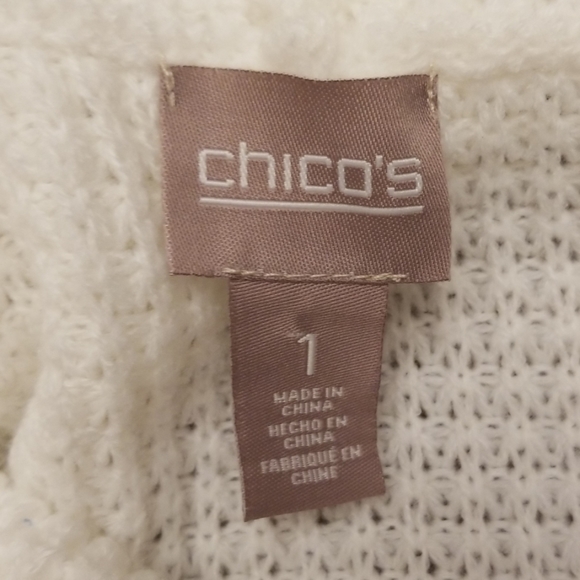 chico's
1
MADE IN
CHINA
HECHO EN
CHINA
FABRIQUÉ EN
CHINE